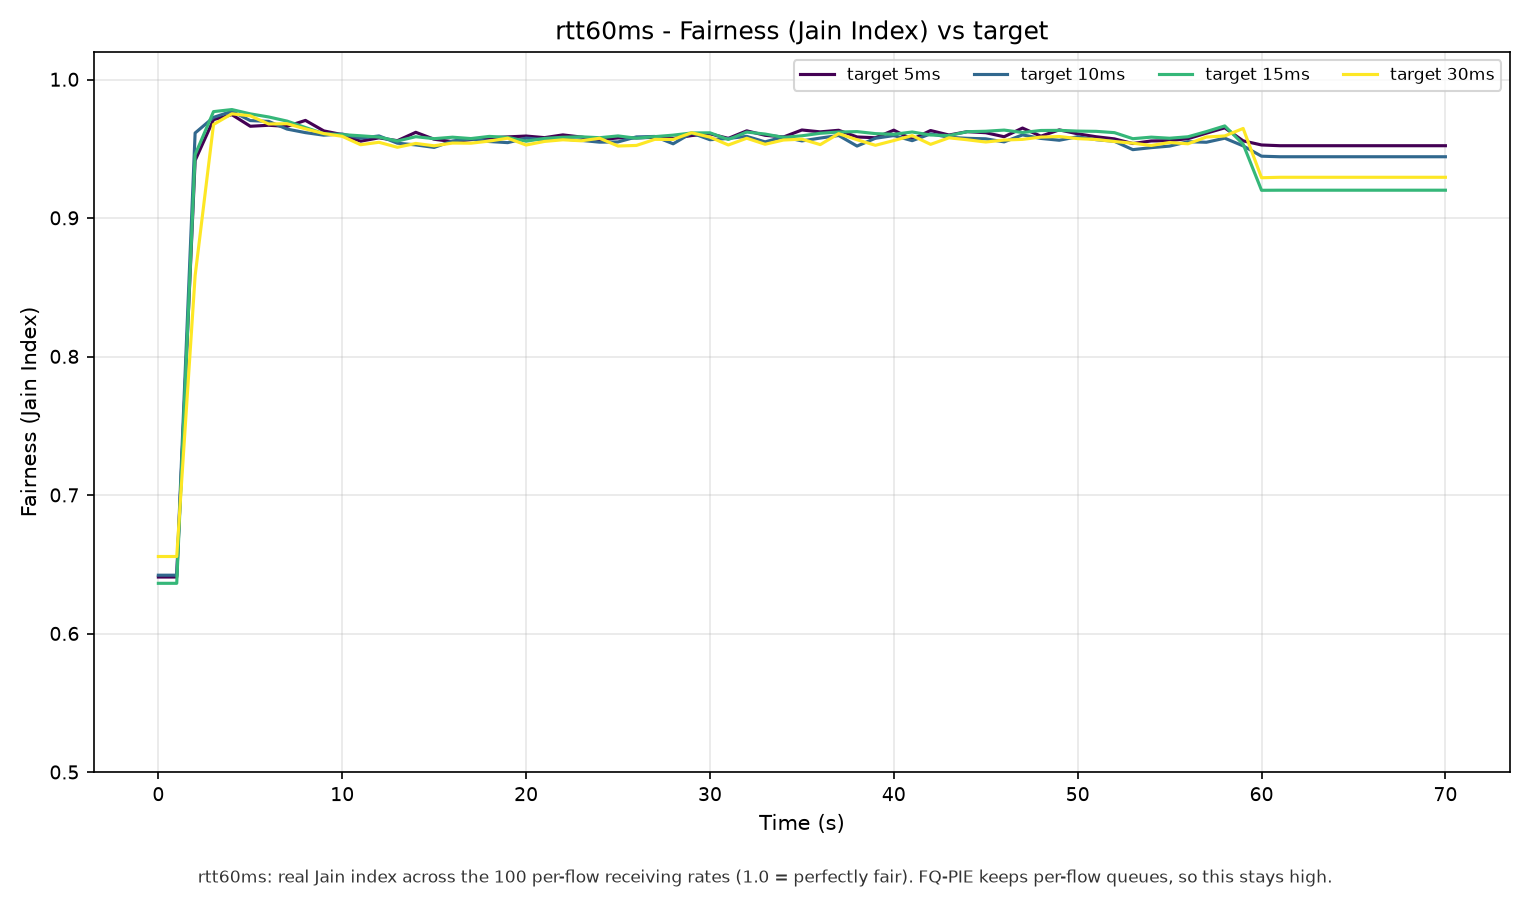 rtt60ms - Fairness (Jain Index) vs target
target 5ms target 10ms target 15ms target 30ms
Fairness (Jain Index)
1.0
0.9
0.8
0.7
0.6
0.5
0 10 20 30 40 50 60 70
Time (s)
rtt60ms: real Jain index across the 100 per-flow receiving rates (1.0 = perfectly fair). FQ-PIE keeps per-flow queues, so this stays high.